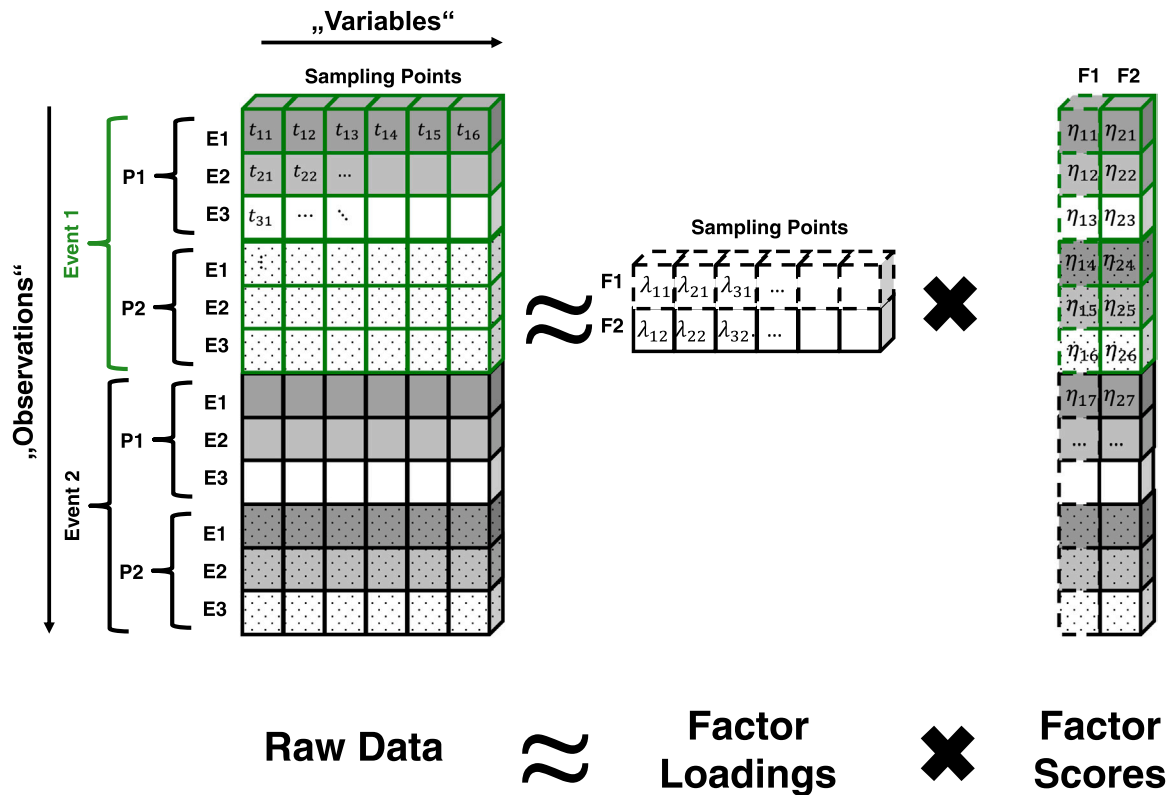 „Variables“
Sampling Points
F1 F2
„Observations“
Event 1
P1
E1 t₁₁ t₁₂ t₁₃ t₁₄ t₁₅ t₁₆ η₁₁ η₂₁
E2 t₂₁ t₂₂ ... η₁₂ η₂₂
E3 t₃₁ ... ⋱ η₁₃ η₂₃
P2
E1 ⋮ η₁₄ η₂₄
E2 η₁₅ η₂₅
E3 η₁₆ η₂₆
Sampling Points
F1 λ₁₁ λ₂₁ λ₃₁ ...
F2 λ₁₂ λ₂₂ λ₃₂ ...
≈ ✖
Event 2
P1
E1 η₁₇ η₂₇
E2 ... ...
E3
P2
E1
E2
E3
Raw Data ≈ Factor Loadings ✖ Factor Scores